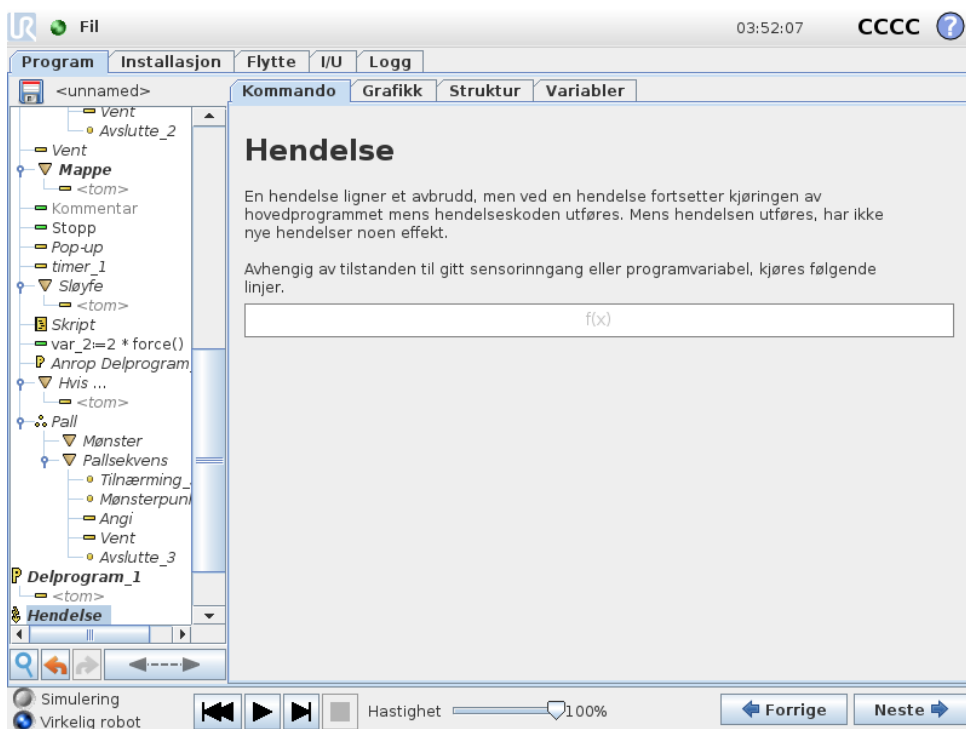 UR Fil 03:52:07 CCCC ?
Program Installasjon Flytte I/U Logg
<unnamed>
Kommando Grafikk Struktur Variabler
Vent
Avslutte_2
Vent
Mappe
<tom>
Kommentar
Stopp
Pop-up
timer_1
Sløyfe
<tom>
Skript
var_2:=2 * force()
Anrop Delprogram
Hvis ...
<tom>
Pall
Mønster
Pallsekvens
Tilnærming_
Mønsterpun
Angi
Vent
Avslutte_3
P Delprogram_1
<tom>
Hendelse
Hendelse
En hendelse ligner et avbrudd, men ved en hendelse fortsetter kjøringen av
hovedprogrammet mens hendelseskoden utføres. Mens hendelsen utføres, har ikke
nye hendelser noen effekt.
Avhengig av tilstanden til gitt sensorinngang eller programvariabel, kjøres følgende
linjer.
f(x)
Simulering
Virkelig robot
Hastighet 100%
Forrige Neste